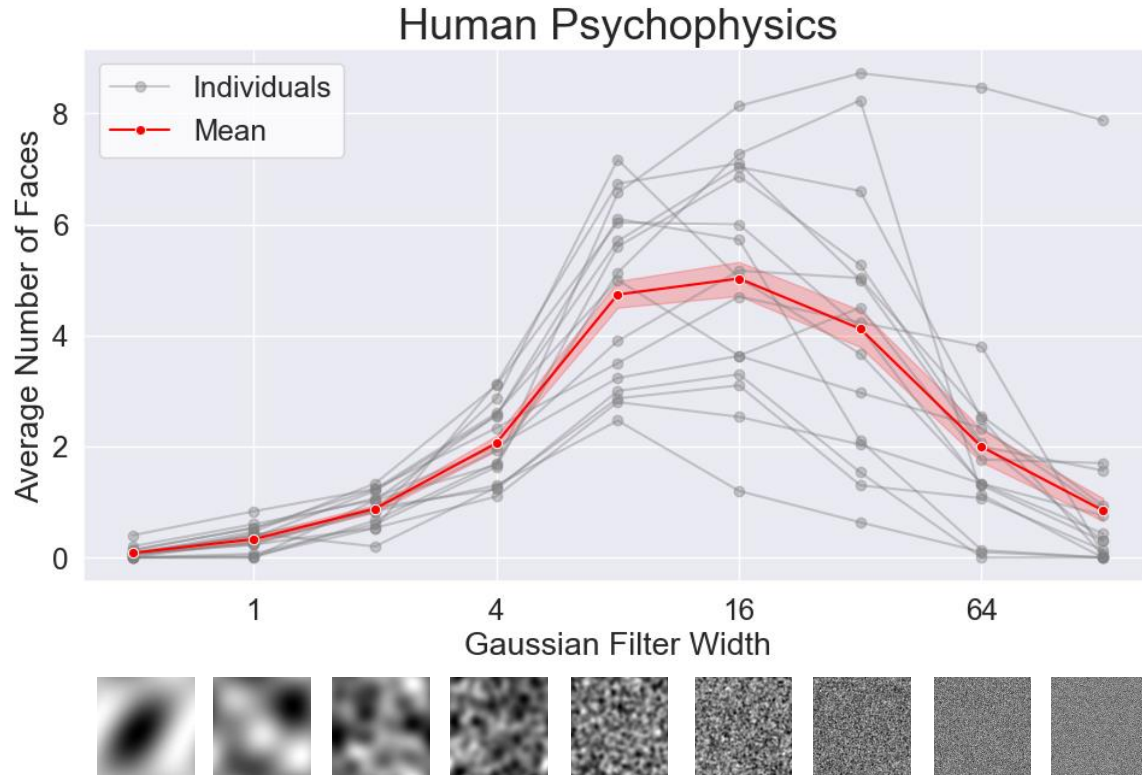 Human Psychophysics
Individuals
Mean
8
6
4
2
0
Average Number of Faces
1 4 16 64
Gaussian Filter Width